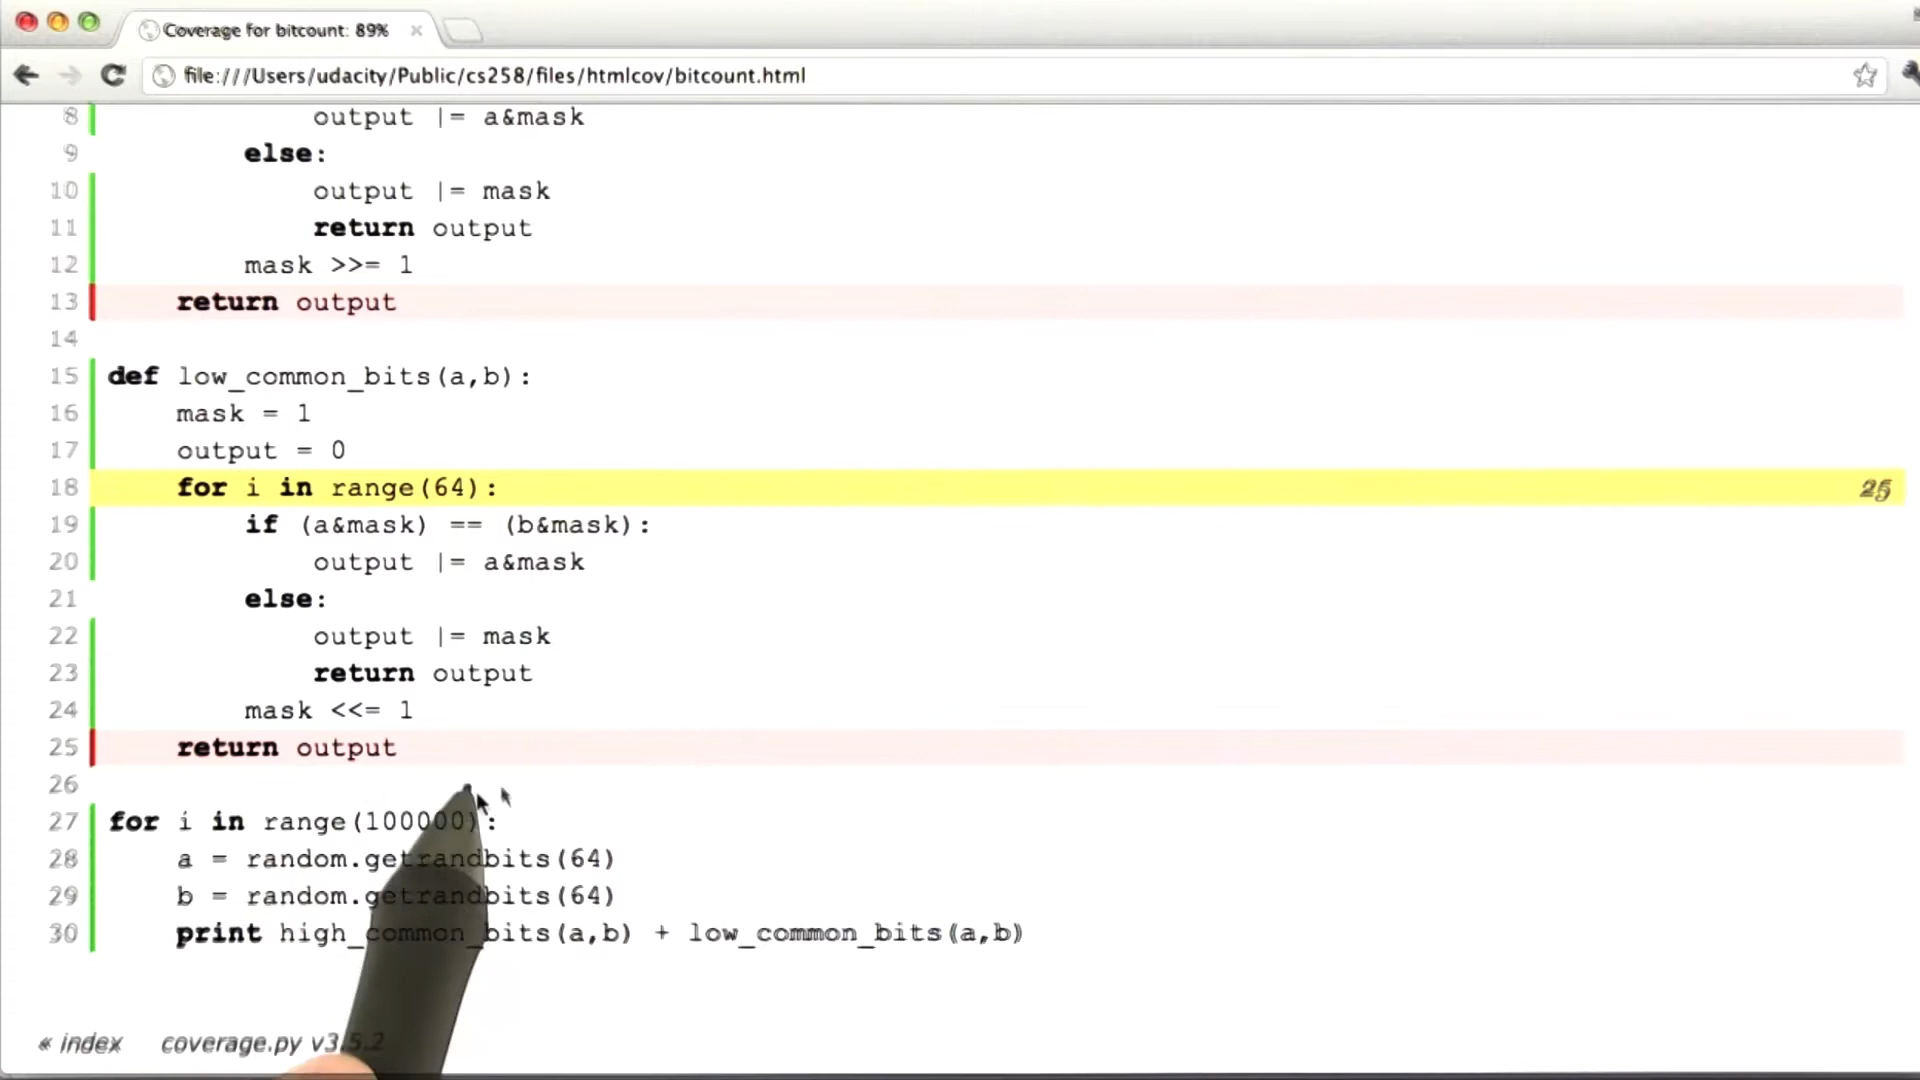 Coverage for bitcount: 89%
file:///Users/udacity/Public/cs258/files/htmlcov/bitcount.html
8 output |= a&mask
9 else:
10 output |= mask
11 return output
12 mask >>= 1
13 return output
14
15 def low_common_bits(a,b):
16 mask = 1
17 output = 0
18 for i in range(64): 25
19 if (a&mask) == (b&mask):
20 output |= a&mask
21 else:
22 output |= mask
23 return output
24 mask <<= 1
25 return output
26
27 for i in range(100000):
28 a = random.getrandbits(64)
29 b = random.getrandbits(64)
30 print high_common_bits(a,b) + low_common_bits(a,b)
« index coverage.py v3.5.2